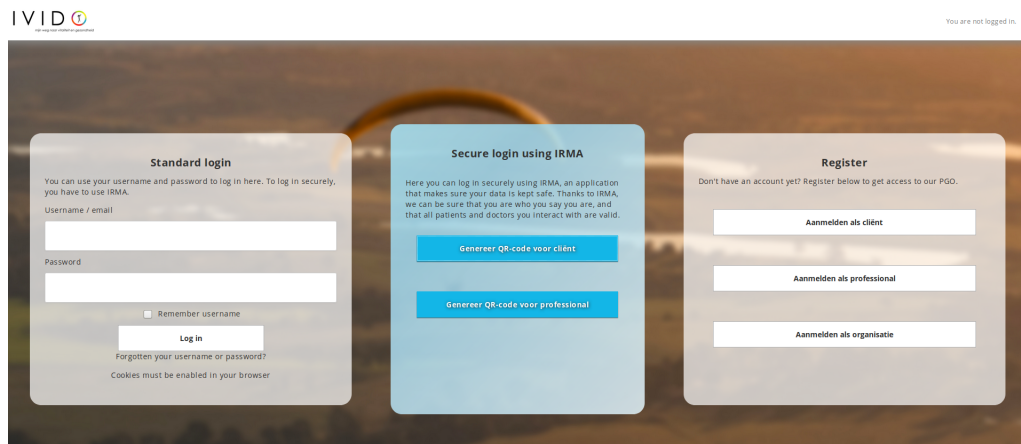 IVIDO
You are not logged in.
Standard login
You can use your username and password to log in here. To log in securely,
you have to use IRMA.
Username / email
Password
Remember username
Log in
Forgotten your username or password?
Cookies must be enabled in your browser
Secure login using IRMA
Here you can log in securely using IRMA, an application
that makes sure your data is kept safe. Thanks to IRMA,
we can be sure that you are who you say you are, and
that all patients and doctors you interact with are valid.
Genereer QR-code voor cliënt
Genereer QR-code voor professional
Register
Don't have an account yet? Register below to get access to our PGO.
Aanmelden als cliënt
Aanmelden als professional
Aanmelden als organisatie